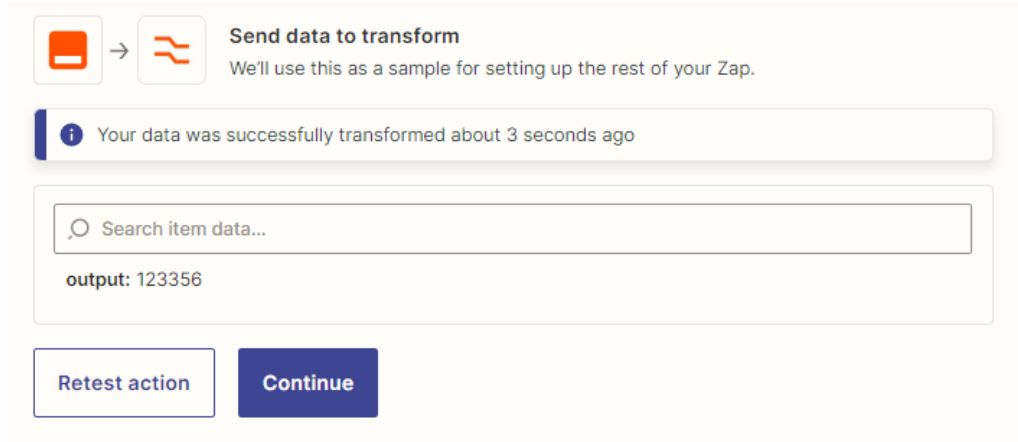 Send data to transform
We'll use this as a sample for setting up the rest of your Zap.
Your data was successfully transformed about 3 seconds ago
Search item data...
output: 123356
Retest action
Continue